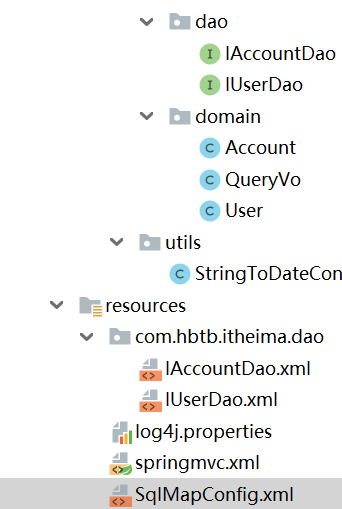 dao
IAccountDao
IUserDao
domain
Account
QueryVo
User
utils
StringToDateCon
resources
com.hbtb.itheima.dao
IAccountDao.xml
IUserDao.xml
log4j.properties
springmvc.xml
SqlMapConfig.xml